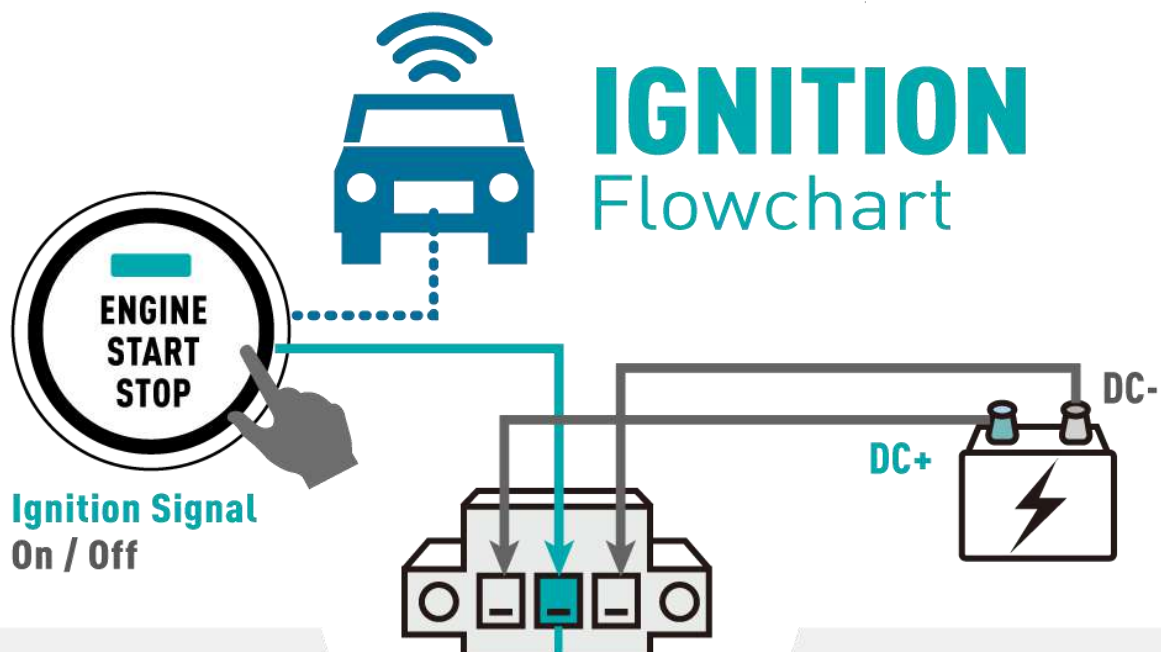 IGNITION
Flowchart
ENGINE
START
STOP
DC-
DC+
Ignition Signal
On / Off